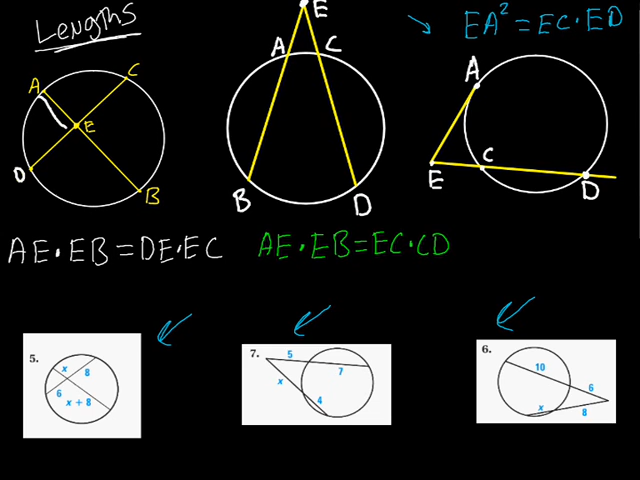 Lengths
A
C
E
D
B
E
A
C
B
D
EA²=EC·ED
A
E
C
D
AE·EB=DE·EC
AE·EB=EC·CD
5.
x
8
6
x + 8
7.
5
7
x
4
6.
10
6
x
8